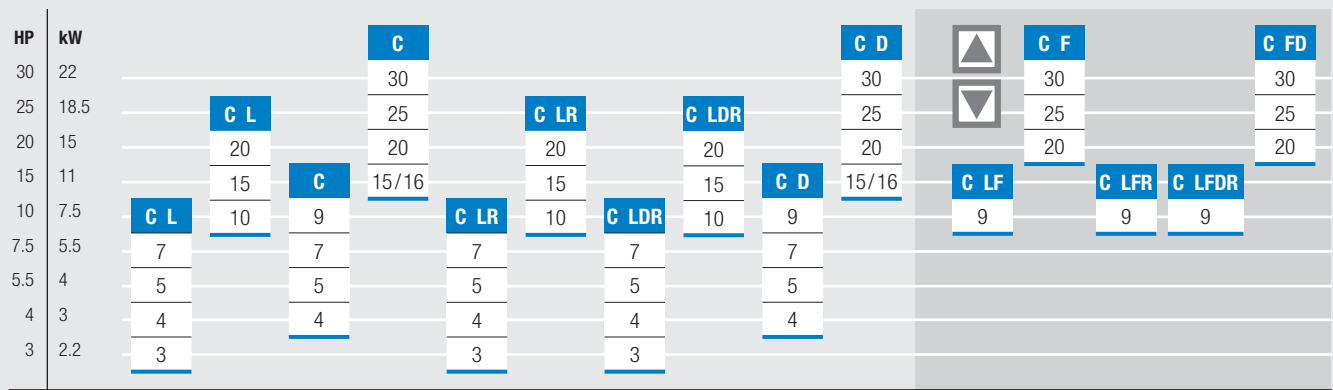 HP kW C C D C F C FD
30 22 30 30 30 30
25 18.5 C L 25 C LR C LDR 25 25 25
20 15 20 20 20 20 20 20 20
15 11 15 C 15/16 15 15 C D 15/16 C LF C LFR C LFDR
10 7.5 C L 10 9 C LR 10 C LDR 10 9 9 9 9
7.5 5.5 7 7 7 7 7
5.5 4 5 5 5 5 5
4 3 4 4 4 4 4
3 2.2 3 3 3